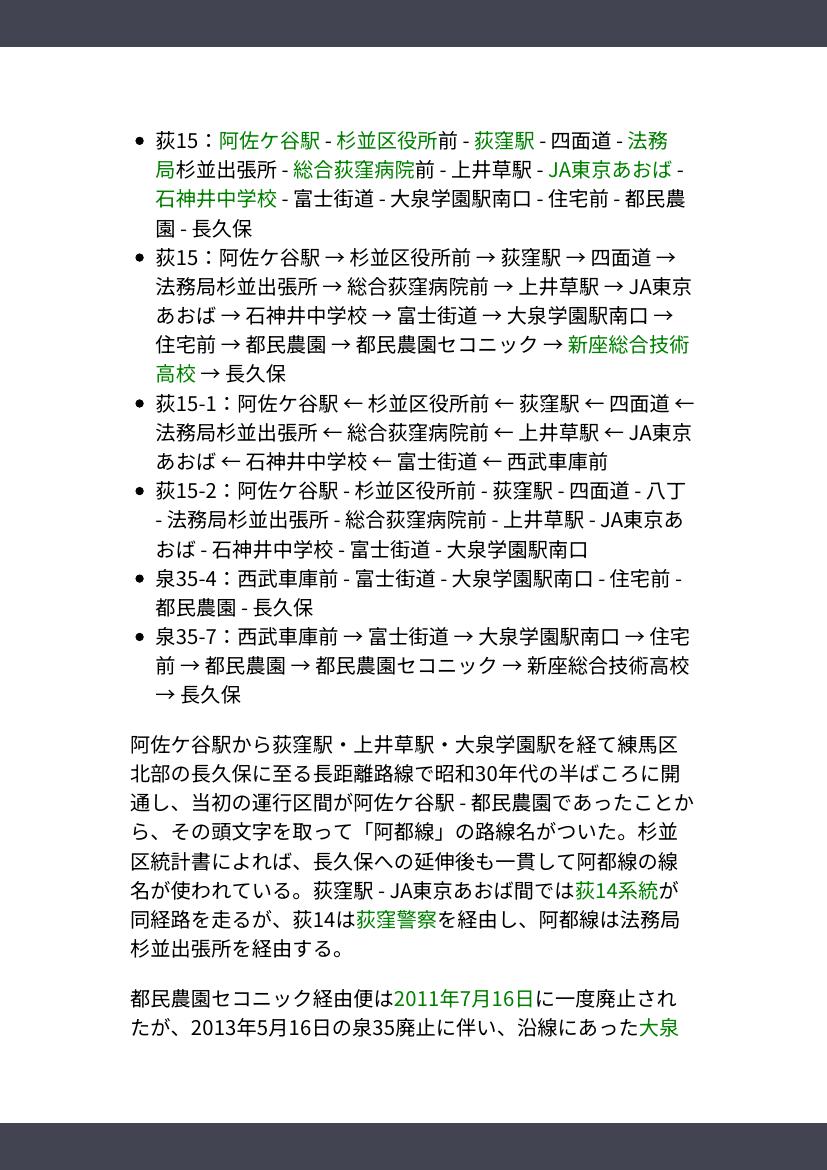 • 荻15：阿佐ケ谷駅 - 杉並区役所前 - 荻窪駅 - 四面道 - 法務
局杉並出張所 - 総合荻窪病院前 - 上井草駅 - JA東京あおば -
石神井中学校 - 富士街道 - 大泉学園駅南口 - 住宅前 - 都民農
園 - 長久保
• 荻15：阿佐ケ谷駅 → 杉並区役所前 → 荻窪駅 → 四面道 →
法務局杉並出張所 → 総合荻窪病院前 → 上井草駅 → JA東京
あおば → 石神井中学校 → 富士街道 → 大泉学園駅南口 →
住宅前 → 都民農園 → 都民農園セコニック → 新座総合技術
高校 → 長久保
• 荻15-1：阿佐ケ谷駅 ← 杉並区役所前 ← 荻窪駅 ← 四面道 ←
法務局杉並出張所 ← 総合荻窪病院前 ← 上井草駅 ← JA東京
あおば ← 石神井中学校 ← 富士街道 ← 西武車庫前
• 荻15-2：阿佐ケ谷駅 - 杉並区役所前 - 荻窪駅 - 四面道 - 八丁
- 法務局杉並出張所 - 総合荻窪病院前 - 上井草駅 - JA東京あ
おば - 石神井中学校 - 富士街道 - 大泉学園駅南口
• 泉35-4：西武車庫前 - 富士街道 - 大泉学園駅南口 - 住宅前 -
都民農園 - 長久保
• 泉35-7：西武車庫前 → 富士街道 → 大泉学園駅南口 → 住宅
前 → 都民農園 → 都民農園セコニック → 新座総合技術高校
→ 長久保
阿佐ケ谷駅から荻窪駅・上井草駅・大泉学園駅を経て練馬区
北部の長久保に至る長距離路線で昭和30年代の半ばころに開
通し、当初の運行区間が阿佐ケ谷駅 - 都民農園であったことか
ら、その頭文字を取って「阿都線」の路線名がついた。杉並
区統計書によれば、長久保への延伸後も一貫して阿都線の線
名が使われている。荻窪駅 - JA東京あおば間では荻14系統が
同経路を走るが、荻14は荻窪警察を経由し、阿都線は法務局
杉並出張所を経由する。
都民農園セコニック経由便は2011年7月16日に一度廃止され
たが、2013年5月16日の泉35廃止に伴い、沿線にあった大泉